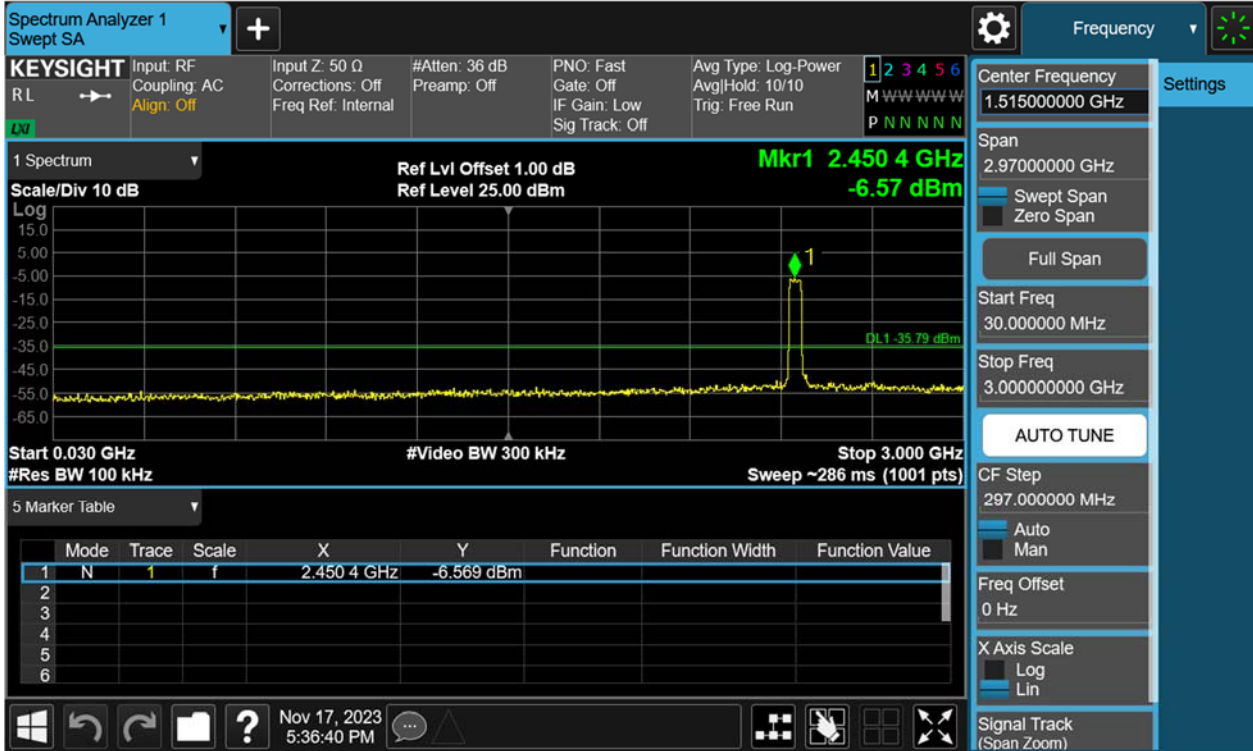 Spectrum Analyzer 1
Swept SA
Frequency
KEYSIGHT
RL
LXI
Input: RF
Coupling: AC
Align: Off
Input Z: 50 Ω
Corrections: Off
Freq Ref: Internal
#Atten: 36 dB
Preamp: Off
PNO: Fast
Gate: Off
IF Gain: Low
Sig Track: Off
Avg Type: Log-Power
Avg|Hold: 10/10
Trig: Free Run
1 2 3 4 5 6
M W W W W W
P N N N N N
Settings
1 Spectrum
Scale/Div 10 dB
Ref Lvl Offset 1.00 dB
Ref Level 25.00 dBm
Mkr1 2.450 4 GHz
-6.57 dBm
Log
15.0
5.00
-5.00
-15.0
-25.0
-35.0
-45.0
-55.0
-65.0
1
DL1 -35.79 dBm
Start 0.030 GHz
#Res BW 100 kHz
#Video BW 300 kHz
Stop 3.000 GHz
Sweep ~286 ms (1001 pts)
5 Marker Table
Mode Trace Scale X Y Function Function Width Function Value
1 N 1 f 2.450 4 GHz -6.569 dBm
2
3
4
5
6
Nov 17, 2023
5:36:40 PM
Center Frequency
1.515000000 GHz
Span
2.97000000 GHz
Swept Span
Zero Span
Full Span
Start Freq
30.000000 MHz
Stop Freq
3.000000000 GHz
AUTO TUNE
CF Step
297.000000 MHz
Auto
Man
Freq Offset
0 Hz
X Axis Scale
Log
Lin
Signal Track
(Span Zoom)